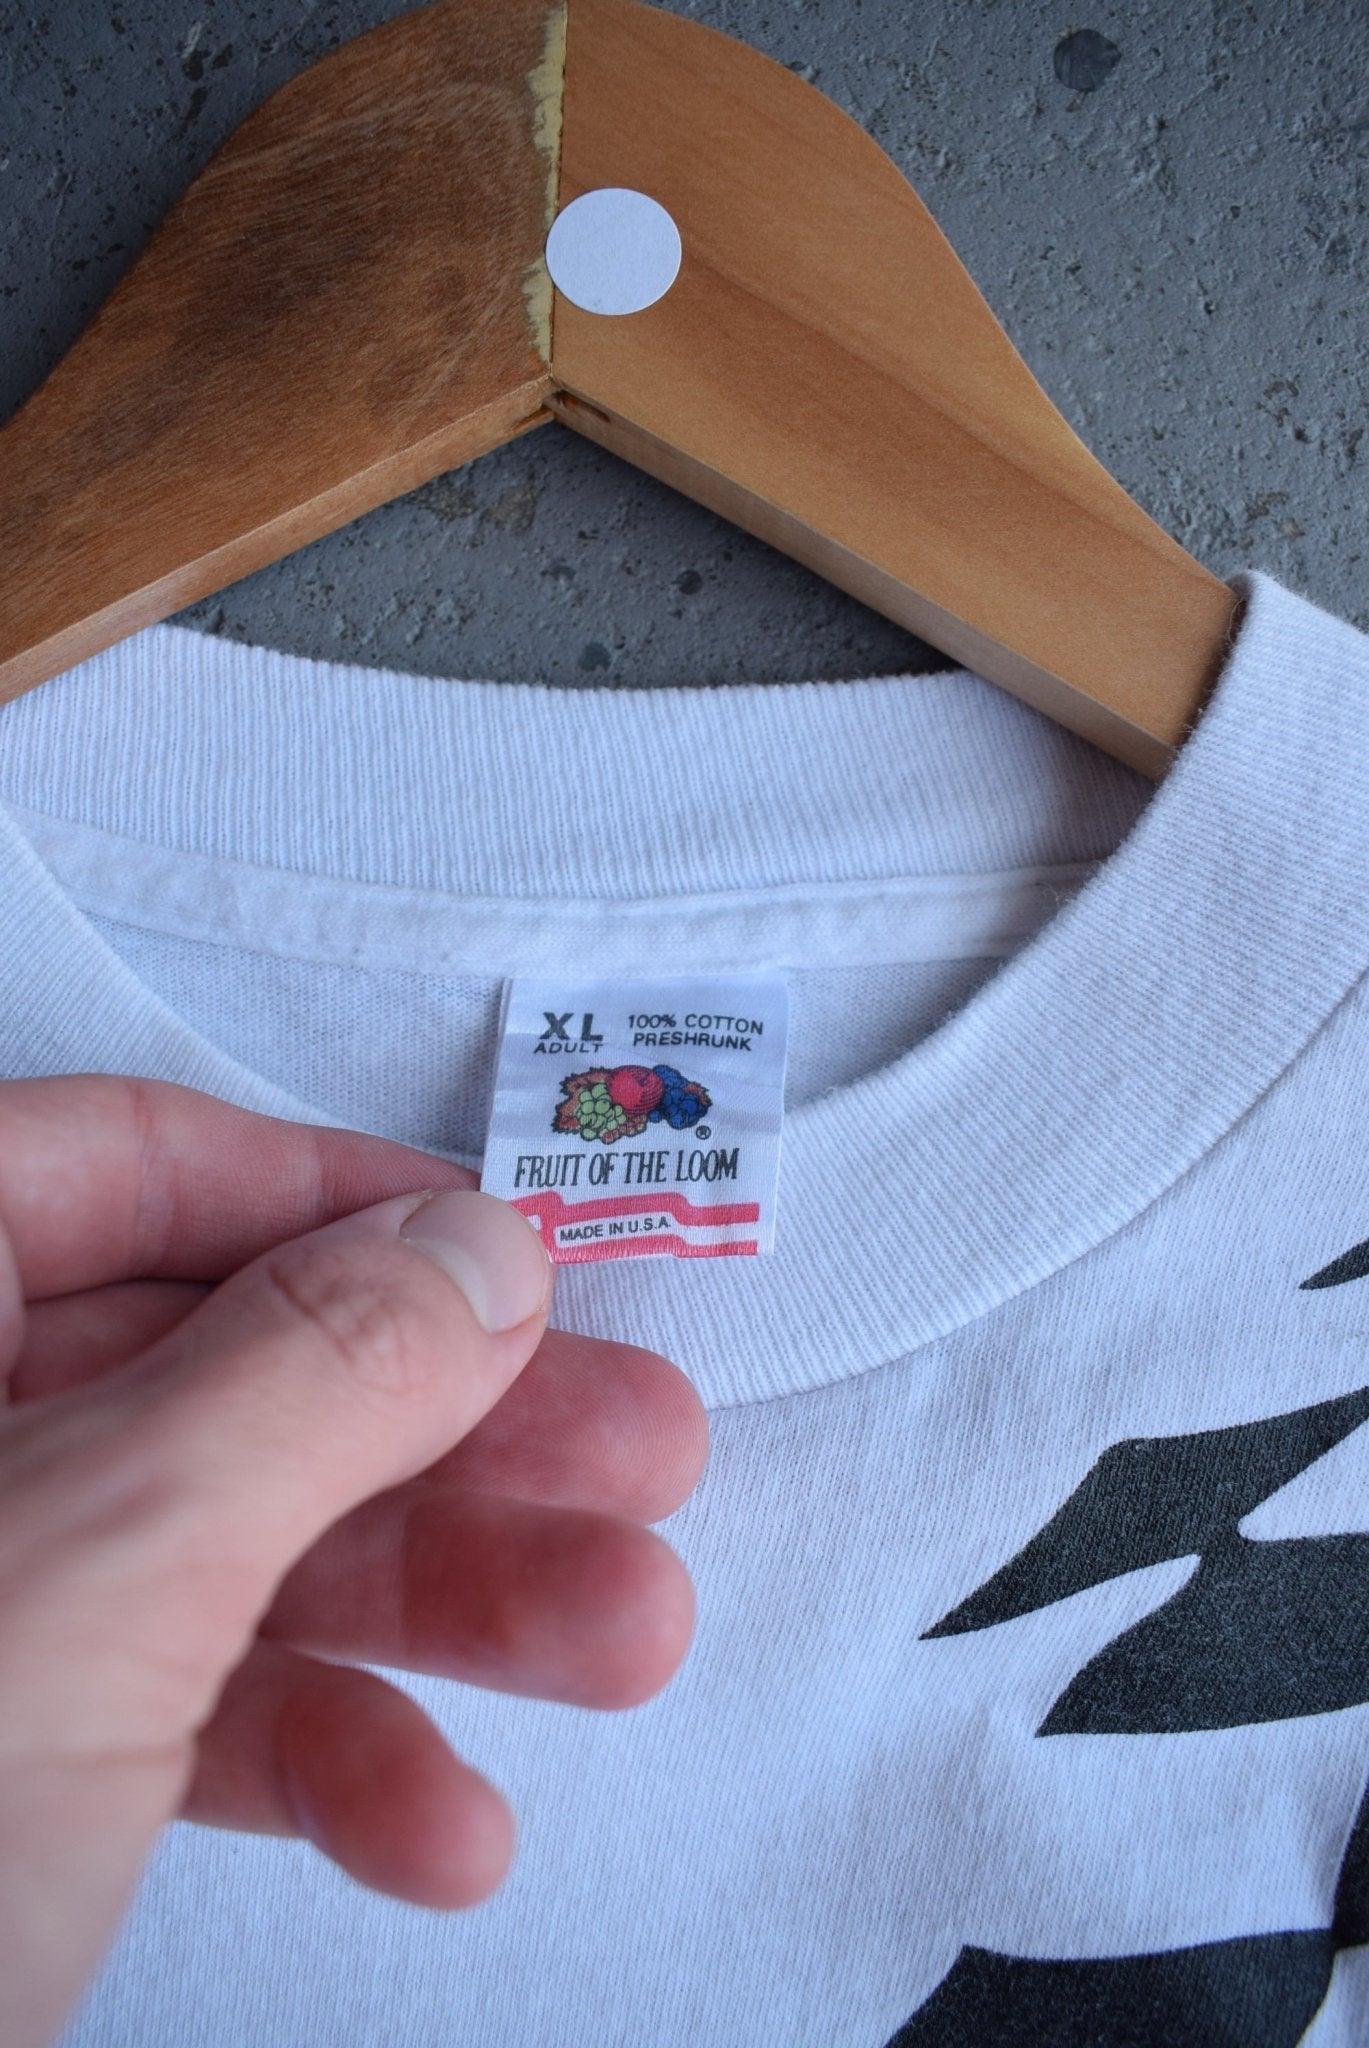 XL 100% COTTON
ADULT PRESHRUNK
®
FRUIT OF THE LOOM
MADE IN U.S.A.